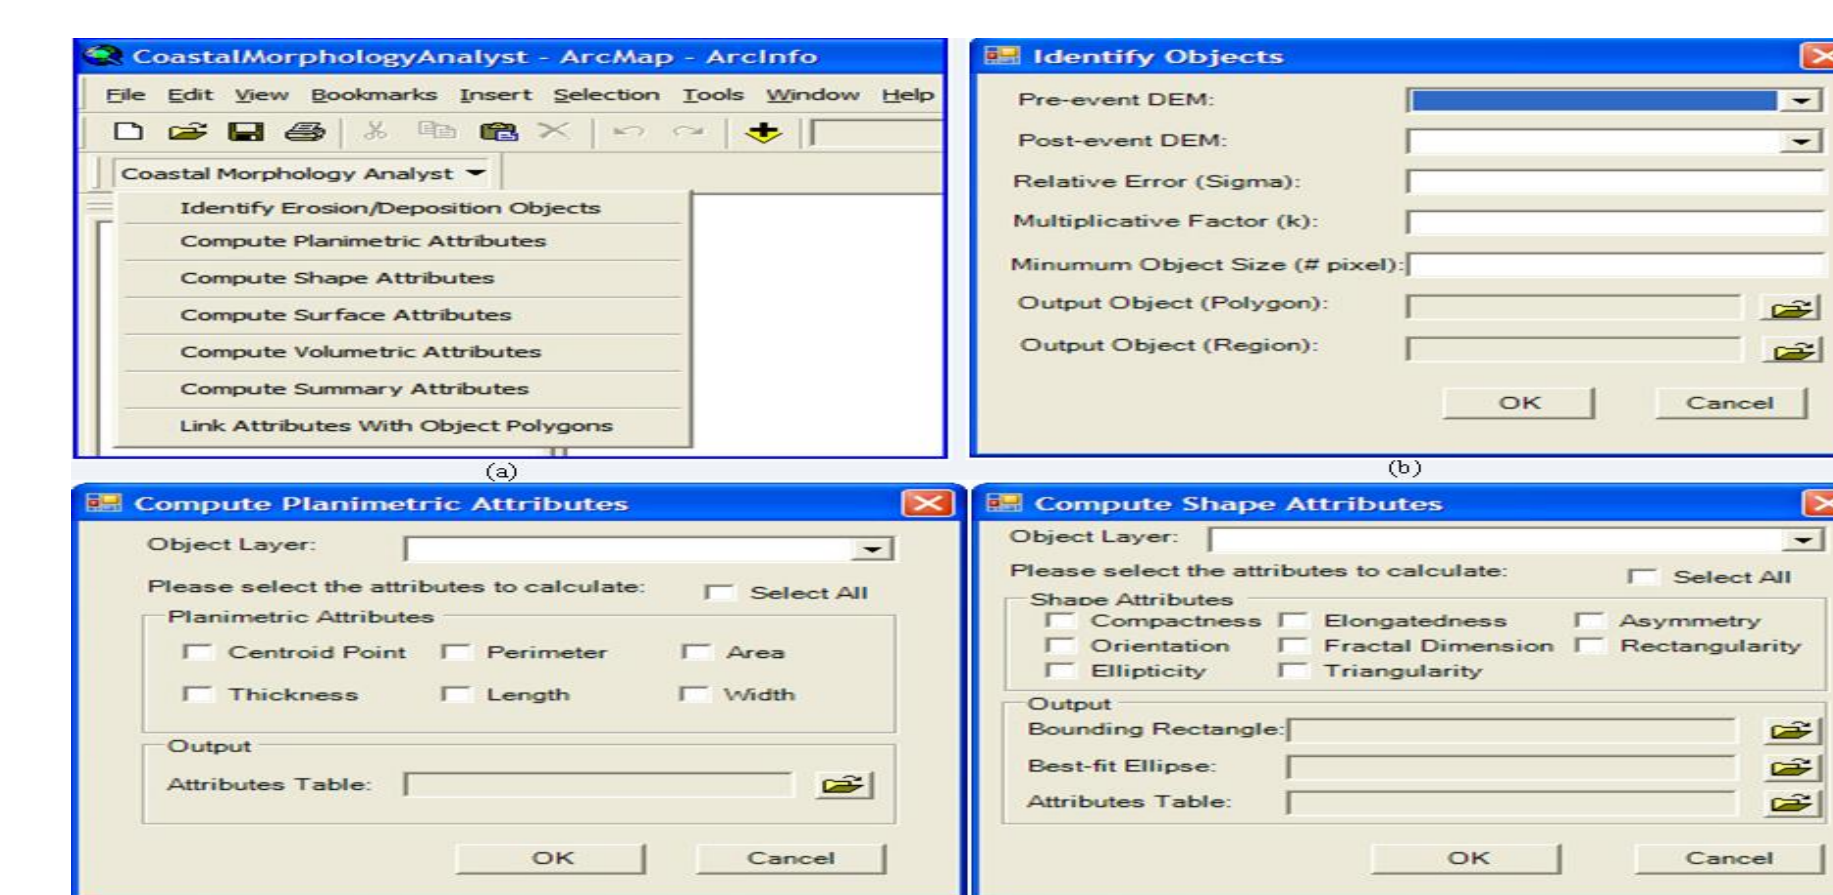 CoastalMorphologyAnalyst - ArcMap - ArcInfo
File Edit View Bookmarks Insert Selection Tools Window Help
Coastal Morphology Analyst
Identify Erosion/Deposition Objects
Compute Planimetric Attributes
Compute Shape Attributes
Compute Surface Attributes
Compute Volumetric Attributes
Compute Summary Attributes
Link Attributes With Object Polygons
(a)
Identify Objects
Pre-event DEM:
Post-event DEM:
Relative Error (Sigma):
Multiplicative Factor (k):
Minumum Object Size (# pixel):
Output Object (Polygon):
Output Object (Region):
OK Cancel
(b)
Compute Planimetric Attributes
Object Layer:
Please select the attributes to calculate: Select All
Planimetric Attributes
Centroid Point Perimeter Area
Thickness Length Width
Output
Attributes Table:
OK Cancel
Compute Shape Attributes
Object Layer:
Please select the attributes to calculate: Select All
Shape Attributes
Compactness Elongatedness Asymmetry
Orientation Fractal Dimension Rectangularity
Ellipticity Triangularity
Output
Bounding Rectangle:
Best-fit Ellipse:
Attributes Table:
OK Cancel